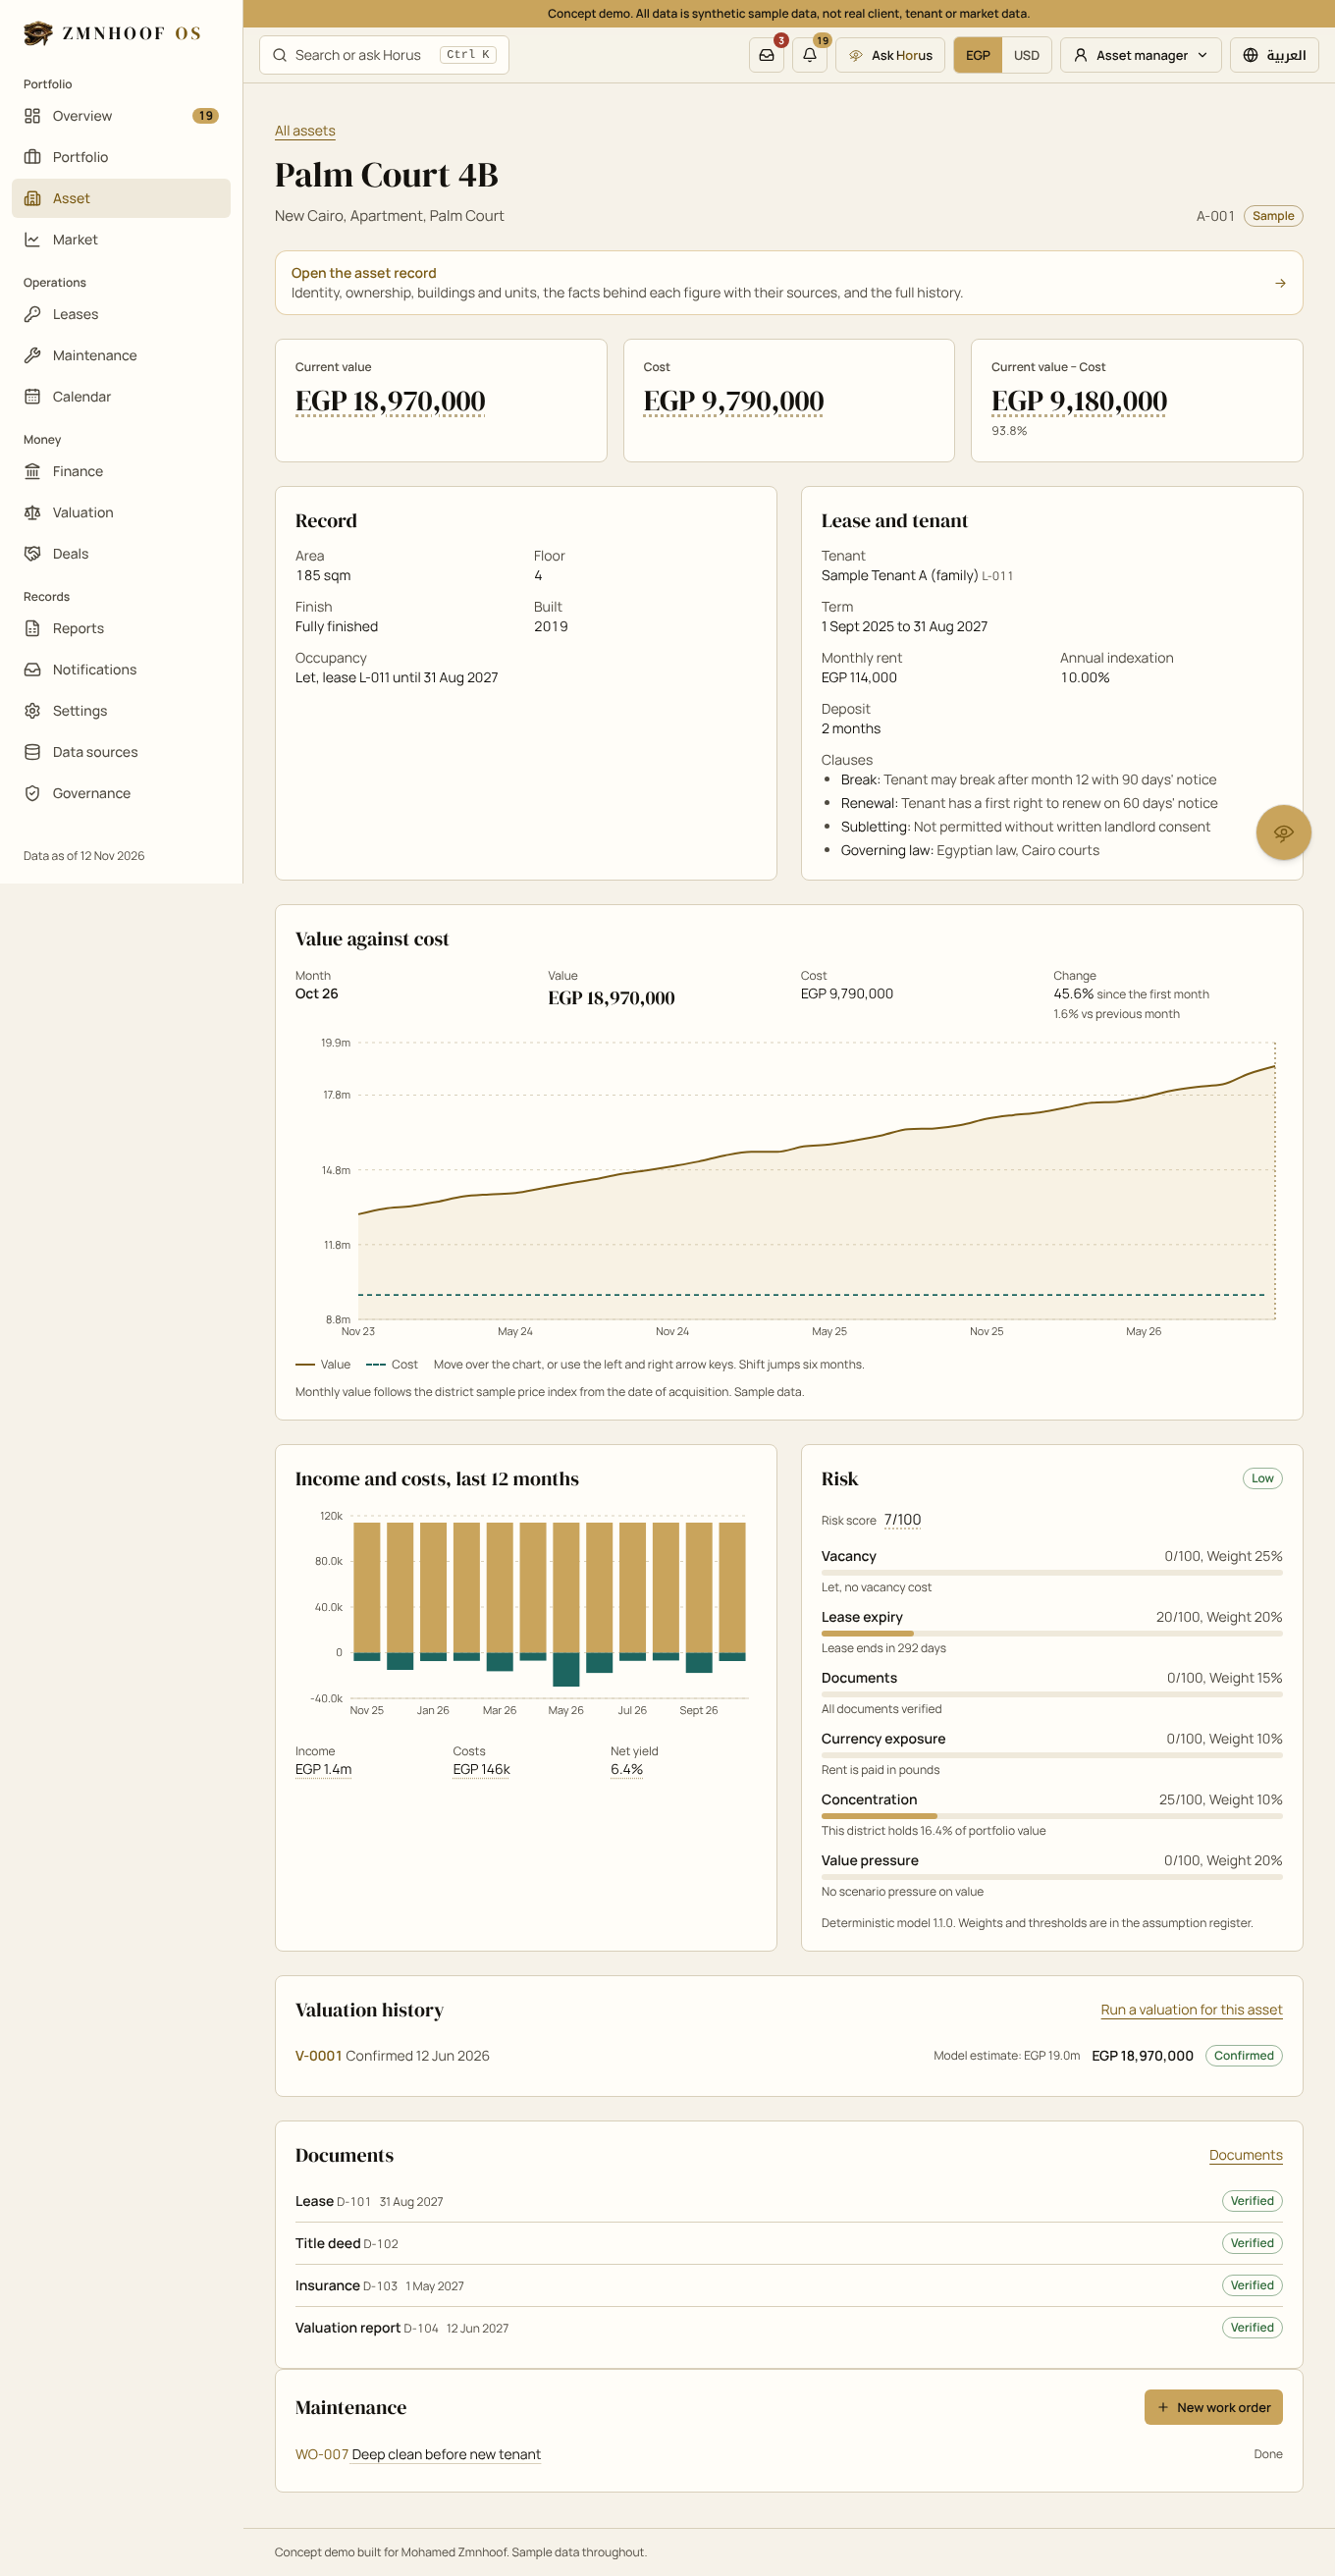 Concept demo. All data is synthetic sample data, not real client, tenant or market data.
ZMNHOOF OS
Search or ask Horus
Ctrl K
3
19
Ask Horus
EGP
USD
Asset manager
العربية
Portfolio
Overview
19
Portfolio
Asset
Market
Operations
Leases
Maintenance
Calendar
Money
Finance
Valuation
Deals
Records
Reports
Notifications
Settings
Data sources
Governance
Data as of 12 Nov 2026
All assets
Palm Court 4B
New Cairo, Apartment, Palm Court
A-001
Sample
Open the asset record
Identity, ownership, buildings and units, the facts behind each figure with their sources, and the full history.
Current value
EGP 18,970,000
Cost
EGP 9,790,000
Current value − Cost
EGP 9,180,000
93.8%
Record
Area
185 sqm
Floor
4
Finish
Fully finished
Built
2019
Occupancy
Let, lease L-011 until 31 Aug 2027
Lease and tenant
Tenant
Sample Tenant A (family) L-011
Term
1 Sept 2025 to 31 Aug 2027
Monthly rent
EGP 114,000
Annual indexation
10.00%
Deposit
2 months
Clauses
Break: Tenant may break after month 12 with 90 days' notice
Renewal: Tenant has a first right to renew on 60 days' notice
Subletting: Not permitted without written landlord consent
Governing law: Egyptian law, Cairo courts
Value against cost
Month
Oct 26
Value
EGP 18,970,000
Cost
EGP 9,790,000
Change
45.6% since the first month
1.6% vs previous month
19.9m
17.8m
14.8m
11.8m
8.8m
Nov 23
May 24
Nov 24
May 25
Nov 25
May 26
Value
Cost
Move over the chart, or use the left and right arrow keys. Shift jumps six months.
Monthly value follows the district sample price index from the date of acquisition. Sample data.
Income and costs, last 12 months
120k
80.0k
40.0k
0
-40.0k
Nov 25
Jan 26
Mar 26
May 26
Jul 26
Sept 26
Income
EGP 1.4m
Costs
EGP 146k
Net yield
6.4%
Risk
Low
Risk score 7/100
Vacancy
0/100, Weight 25%
Let, no vacancy cost
Lease expiry
20/100, Weight 20%
Lease ends in 292 days
Documents
0/100, Weight 15%
All documents verified
Currency exposure
0/100, Weight 10%
Rent is paid in pounds
Concentration
25/100, Weight 10%
This district holds 16.4% of portfolio value
Value pressure
0/100, Weight 20%
No scenario pressure on value
Deterministic model 1.1.0. Weights and thresholds are in the assumption register.
Valuation history
Run a valuation for this asset
V-0001 Confirmed 12 Jun 2026
Model estimate: EGP 19.0m
EGP 18,970,000
Confirmed
Documents
Documents
Lease D-101 31 Aug 2027
Verified
Title deed D-102
Verified
Insurance D-103 1 May 2027
Verified
Valuation report D-104 12 Jun 2027
Verified
Maintenance
New work order
WO-007 Deep clean before new tenant
Done
Concept demo built for Mohamed Zmnhoof. Sample data throughout.